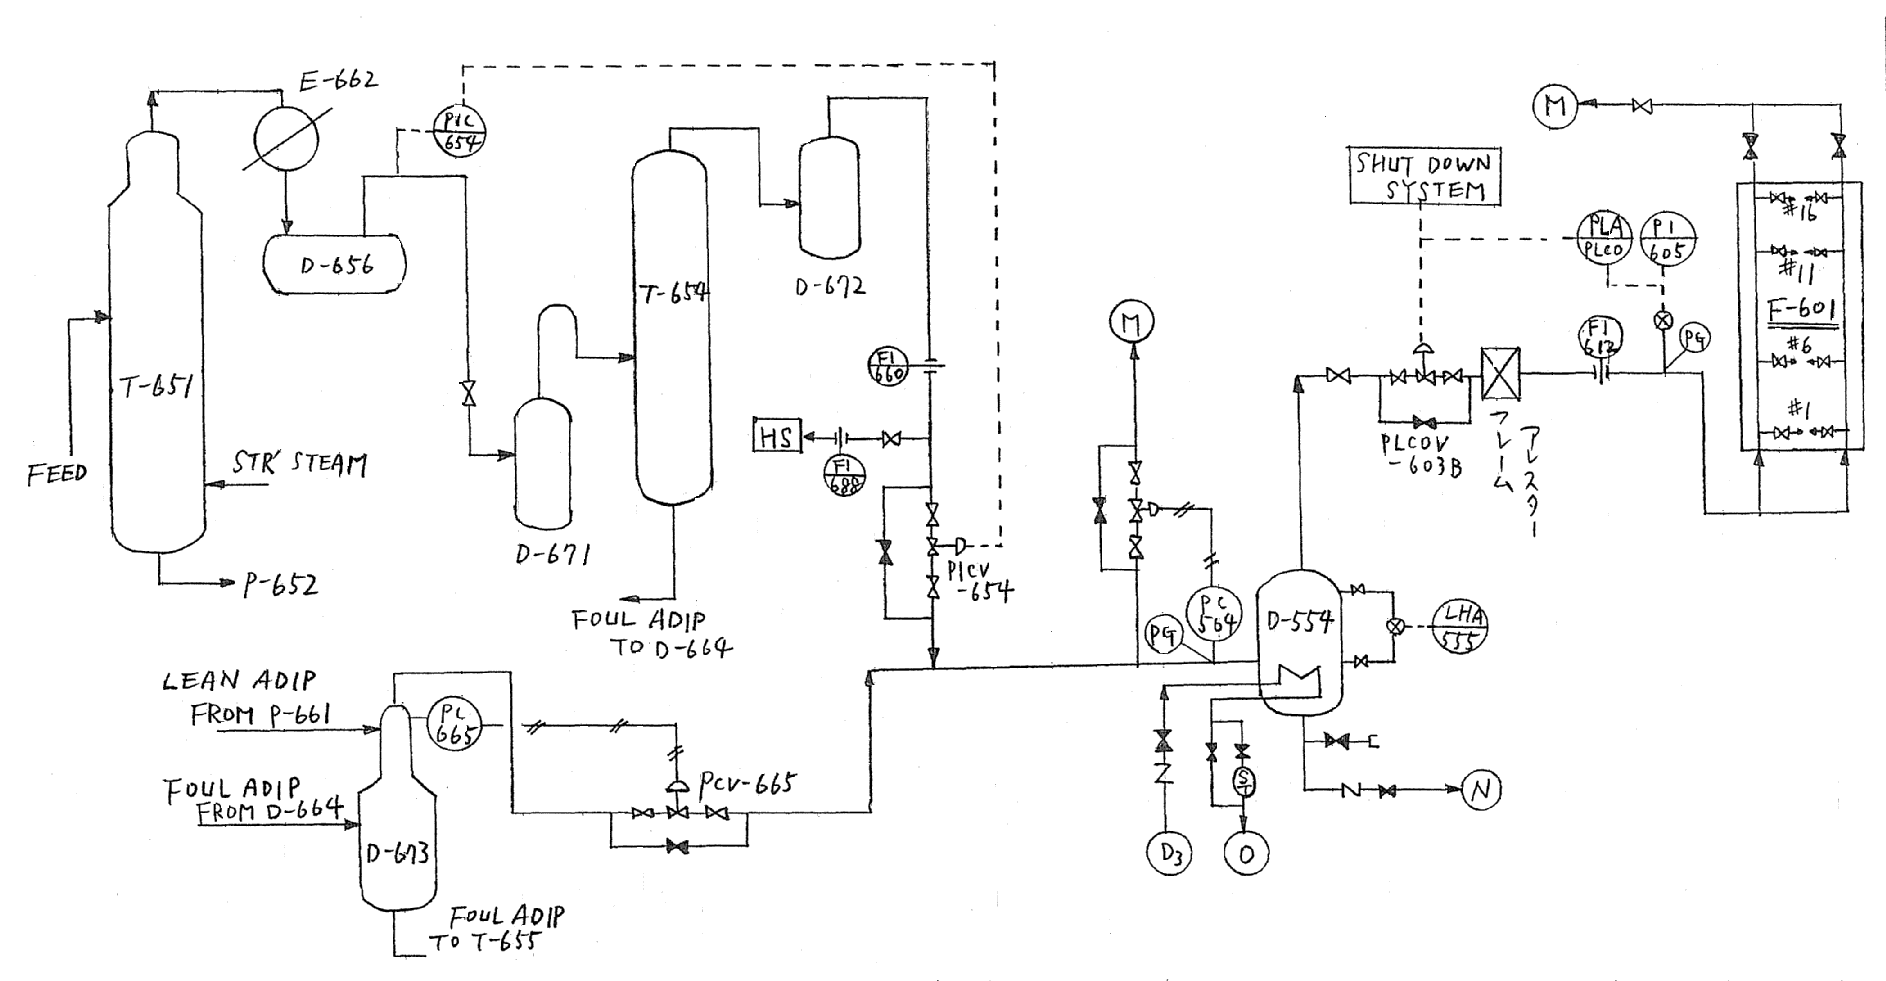 E-662
PIC
654
D-656
T-651
FEED
STR' STEAM
P-652
D-671
T-654
D-672
FI
660
HS
FI
688
PICV
-654
FOUL ADIP
TO D-664
LEAN ADIP
FROM P-661
PC
665
FOUL ADIP
FROM D-664
D-673
PCV-665
FOUL ADIP
TO T-655
M
PG
PC
564
D-554
LHA
555
D3
S
T
O
N
SHUT DOWN
SYSTEM
PLA
PLCO
PI
605
FI
612
PG
PLCOV
-603B
フレーム
アレスター
M
#16
#11
F-601
#6
#1